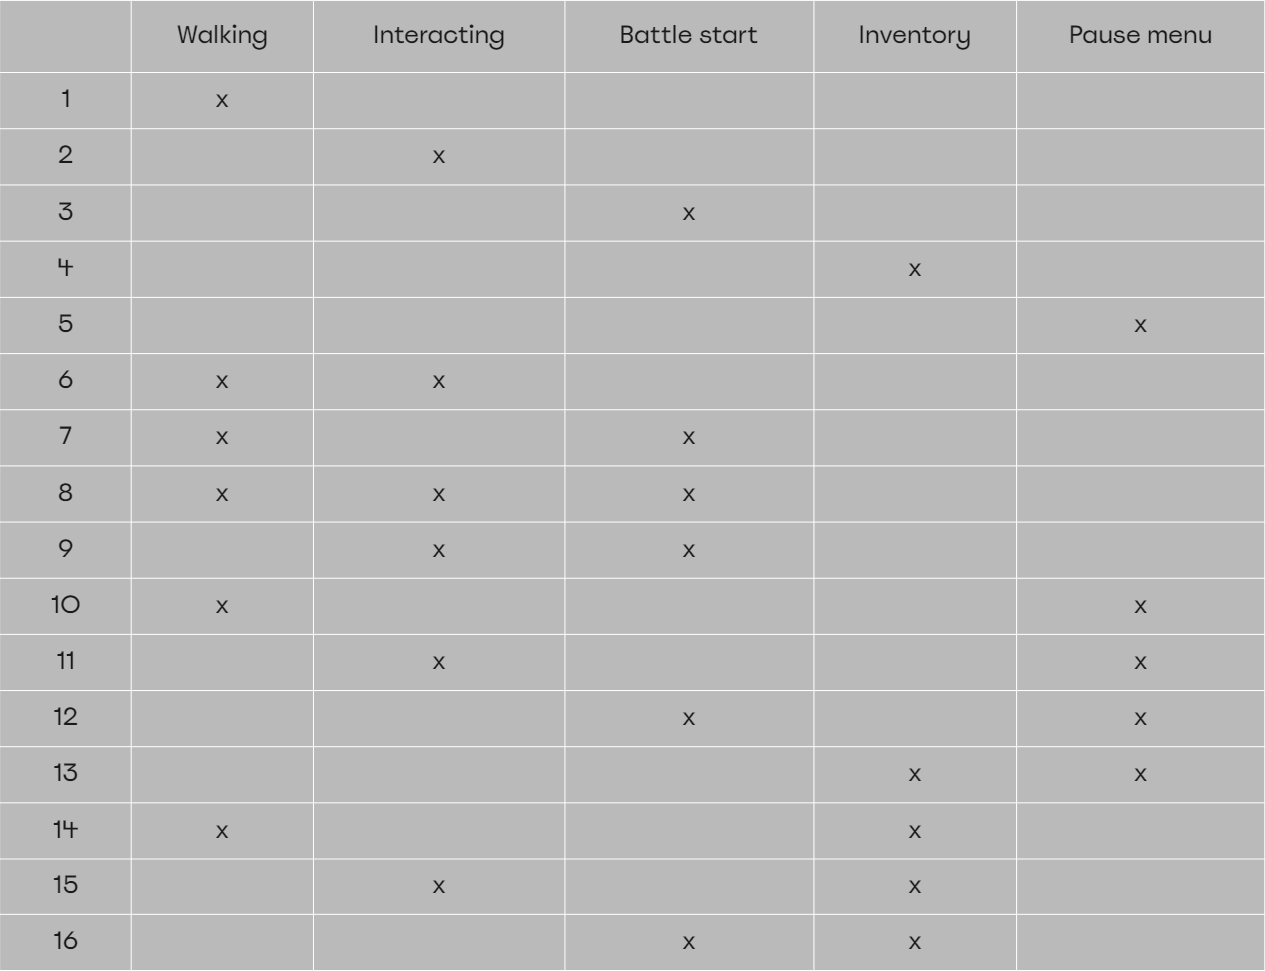 Walking Interacting Battle start Inventory Pause menu
1 x
2 x
3 x
4 x
5 x
6 x x
7 x x
8 x x x
9 x x
10 x x
11 x x
12 x x
13 x x
14 x x
15 x x
16 x x